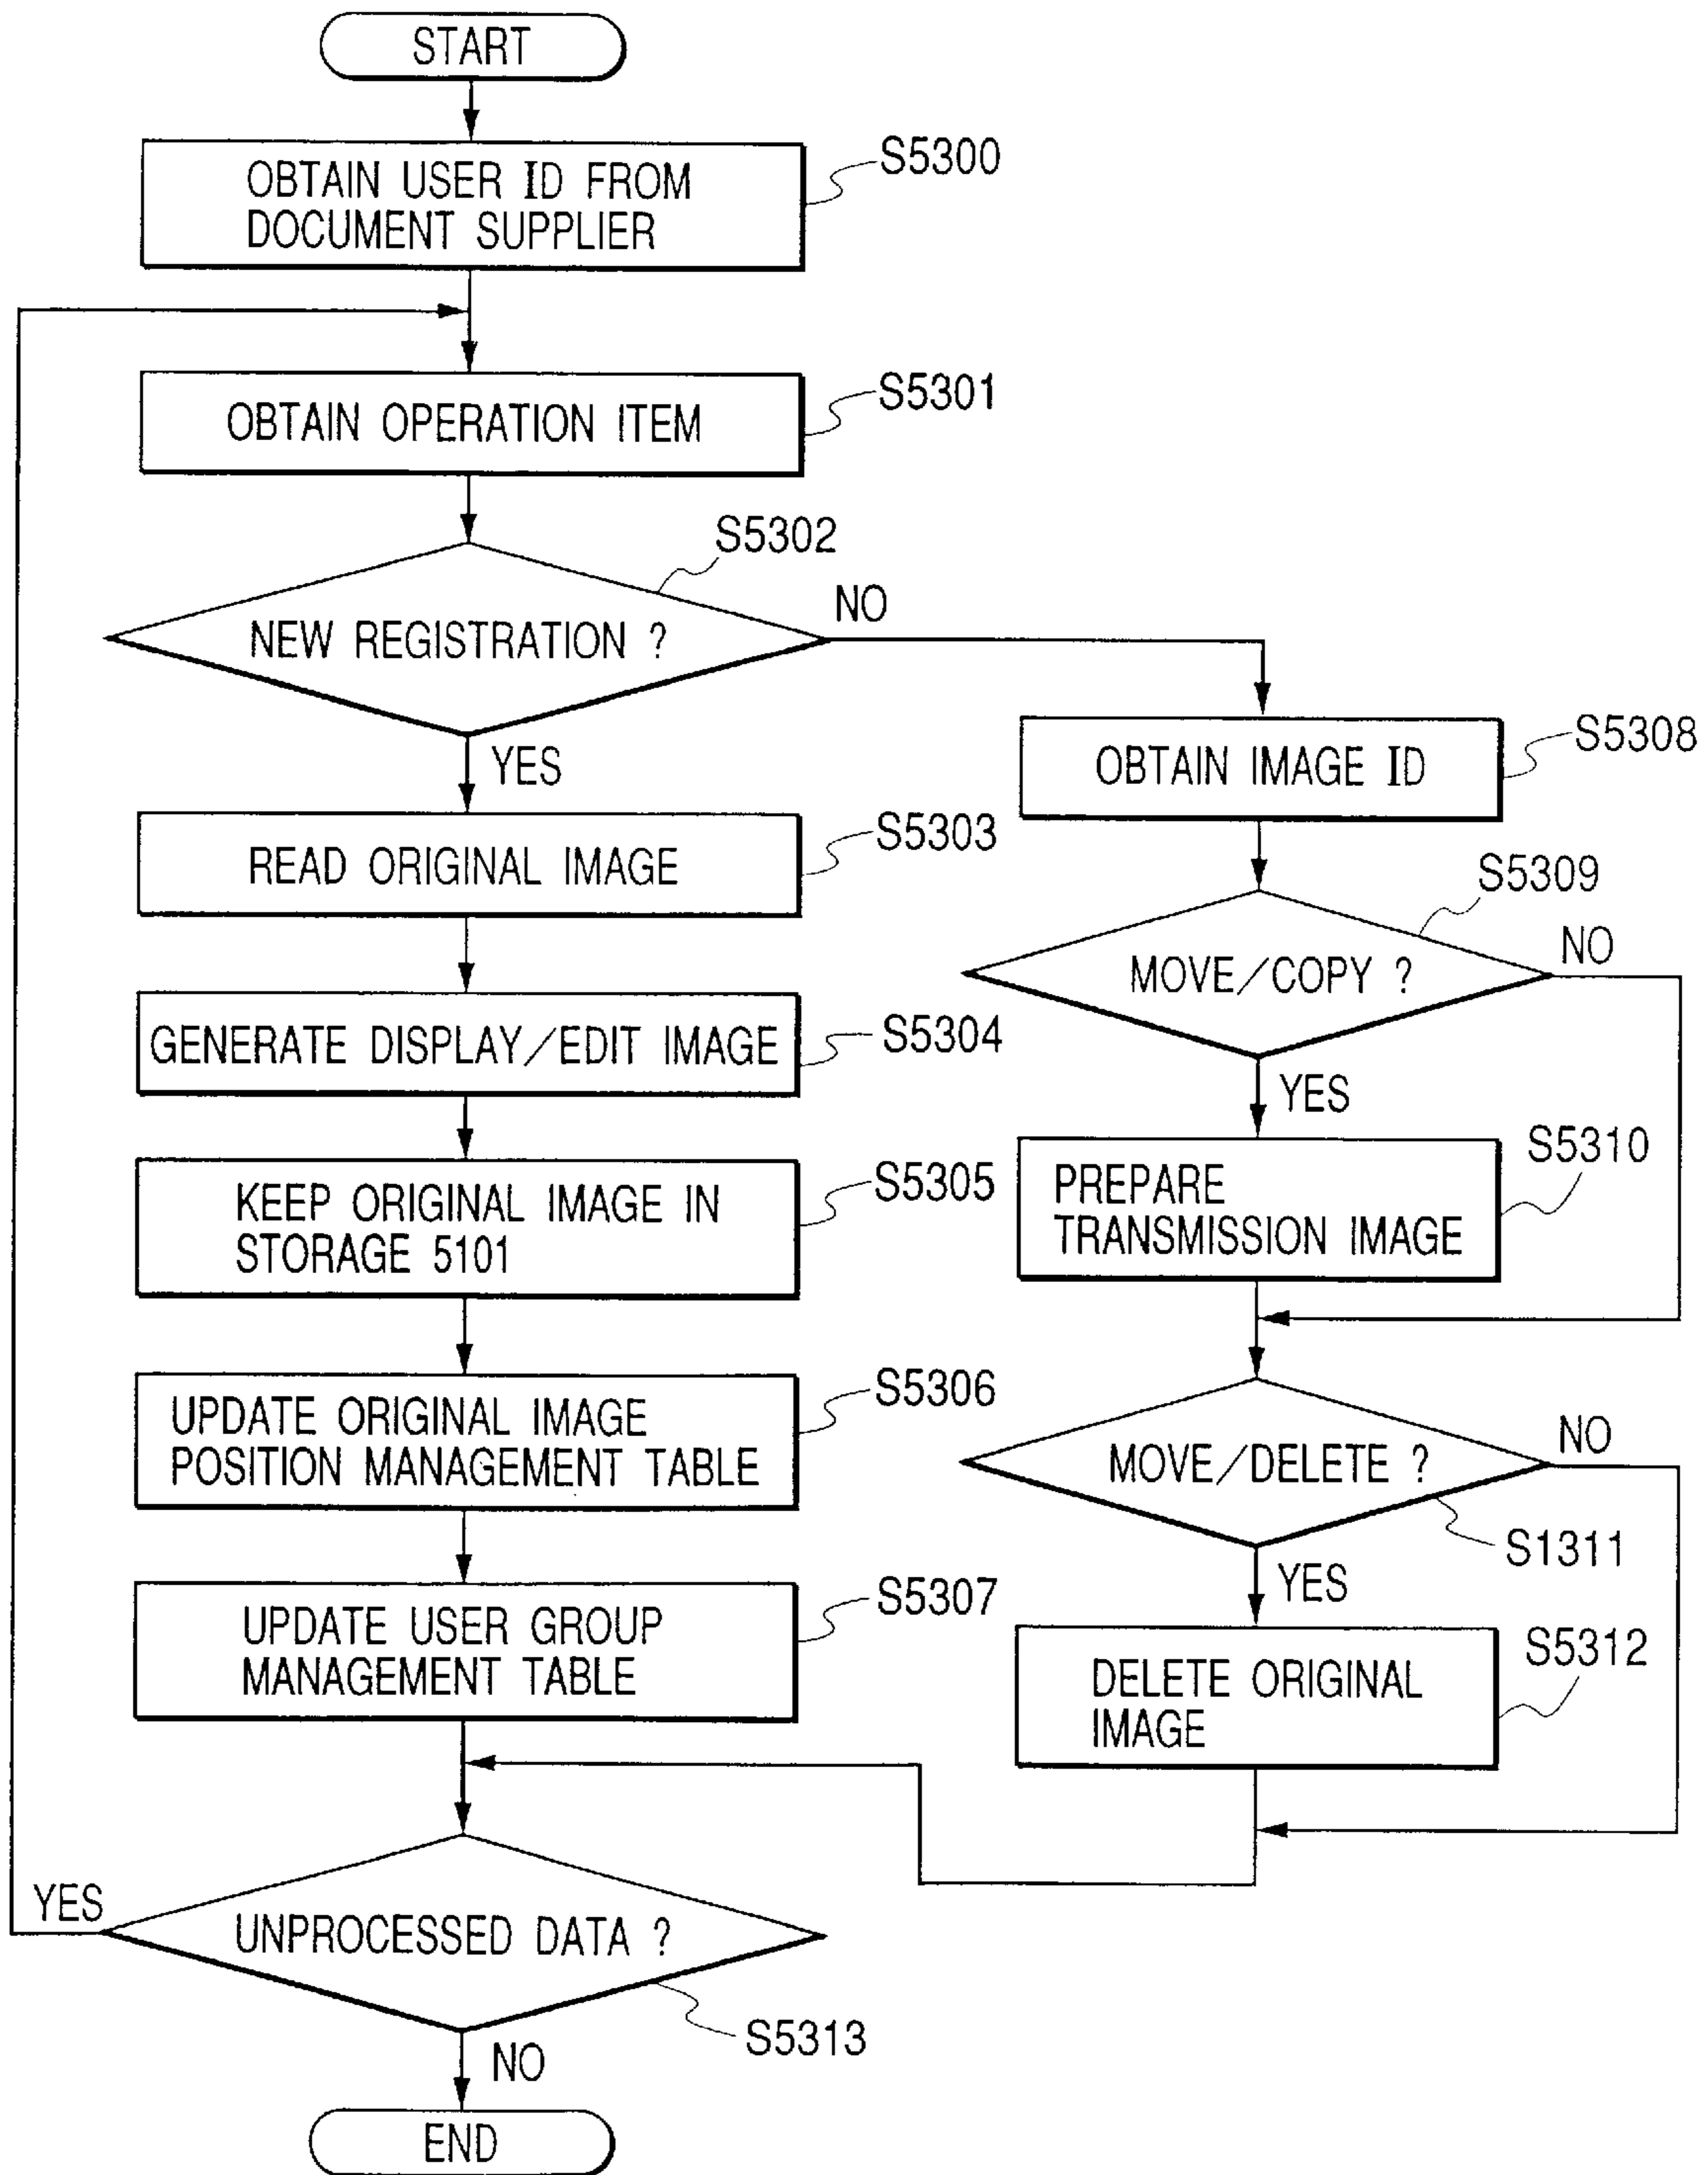 START
OBTAIN USER ID FROM
DOCUMENT SUPPLIER
S5300
OBTAIN OPERATION ITEM
S5301
S5302
NEW REGISTRATION ?
NO
YES
READ ORIGINAL IMAGE
S5303
GENERATE DISPLAY/EDIT IMAGE
S5304
KEEP ORIGINAL IMAGE IN
STORAGE 5101
S5305
UPDATE ORIGINAL IMAGE
POSITION MANAGEMENT TABLE
S5306
UPDATE USER GROUP
MANAGEMENT TABLE
S5307
OBTAIN IMAGE ID
S5308
S5309
MOVE/COPY ?
NO
YES
PREPARE
TRANSMISSION IMAGE
S5310
MOVE/DELETE ?
NO
S1311
YES
DELETE ORIGINAL
IMAGE
S5312
YES
UNPROCESSED DATA ?
S5313
NO
END